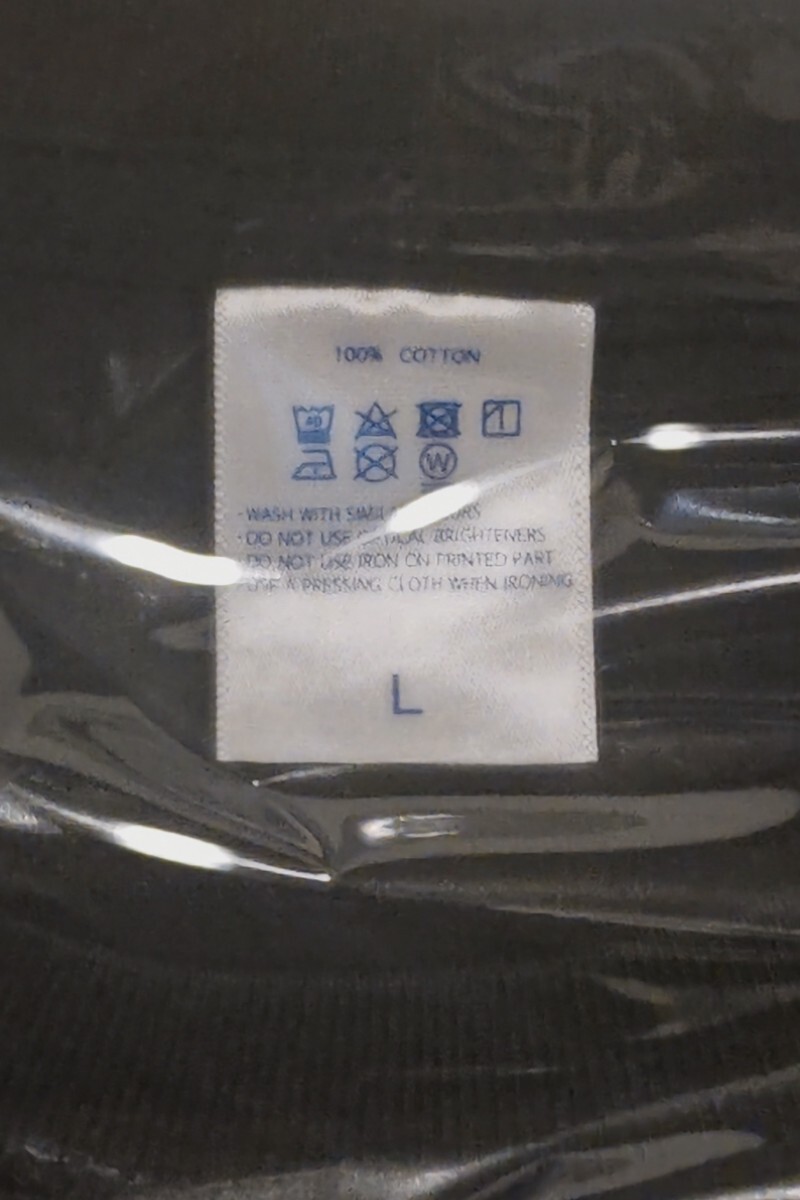 100% COTTON
40
W
· WASH WITH
· DO NOT USE BRIGHTENERS
DO NOT USE IRON ON PRINTED PART
USE A PRESSING CLOTH WHEN IRONING
L